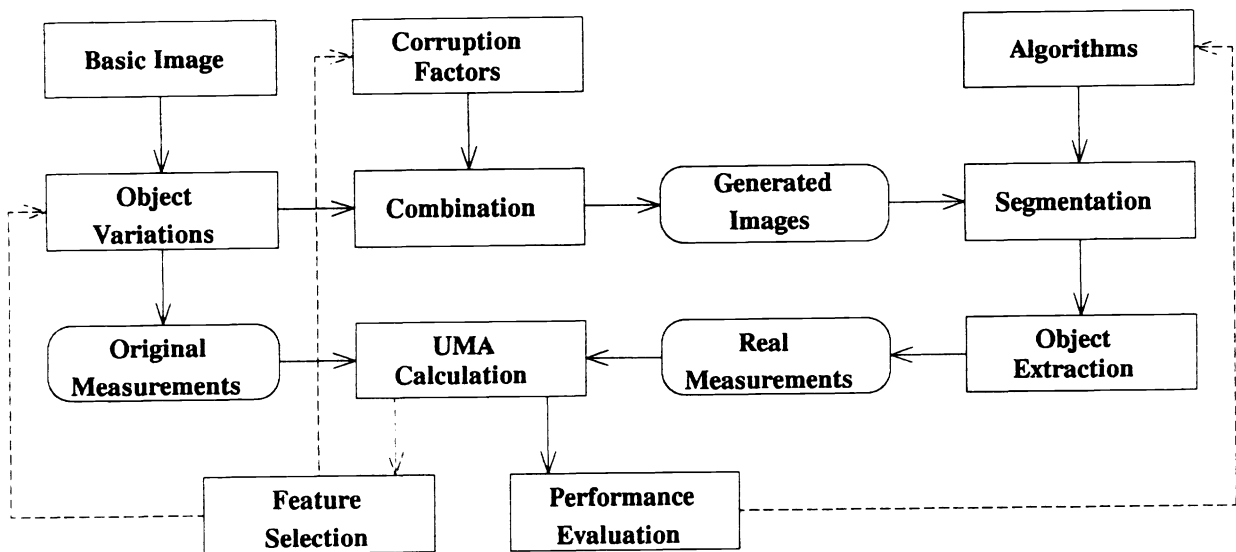 Basic Image
Corruption
Factors
Algorithms
Object
Variations
Combination
Generated
Images
Segmentation
Original
Measurements
UMA
Calculation
Real
Measurements
Object
Extraction
Feature
Selection
Performance
Evaluation